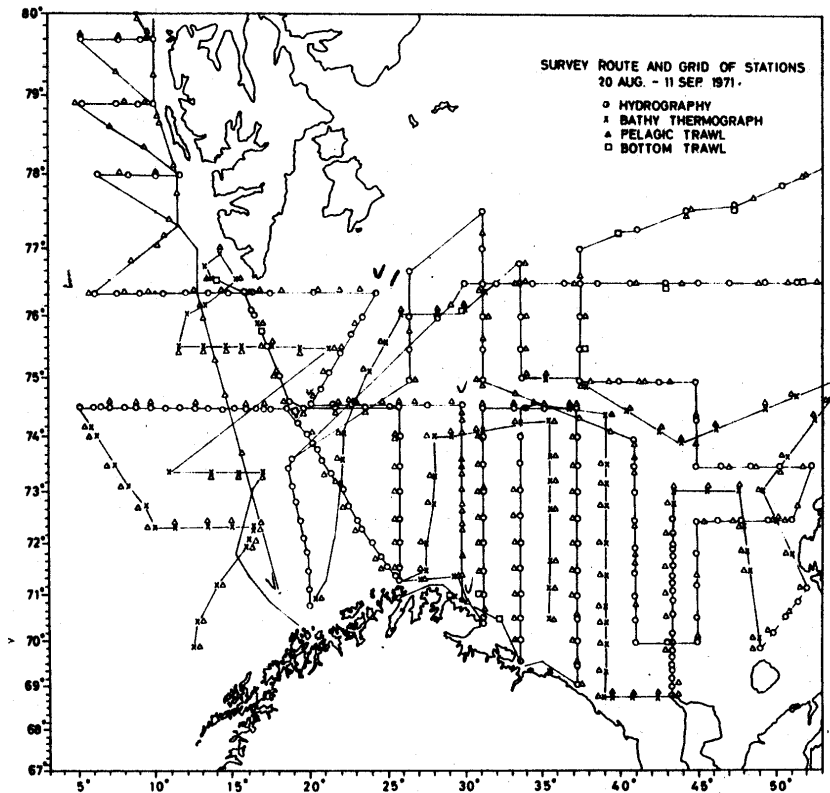 80°
SURVEY ROUTE AND GRID OF STATIONS
20 AUG. - 11 SEP. 1971.
HYDROGRAPHY
BATHY THERMOGRAPH
PELAGIC TRAWL
BOTTOM TRAWL
79°
78°
77°
76°
75°
74°
73°
72°
71°
70°
69°
68°
67°
5° 10° 15° 20° 25° 30° 35° 40° 45° 50°